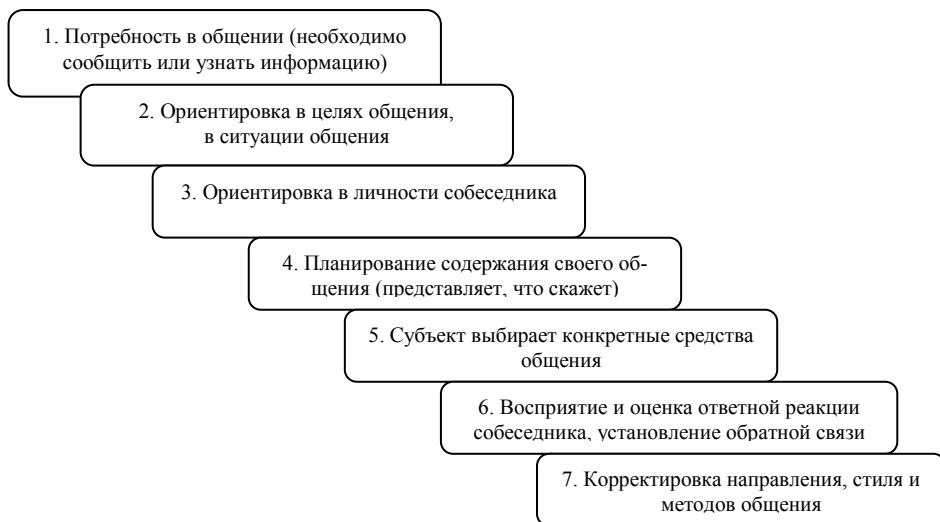 1. Потребность в общении (необходимо
сообщить или узнать информацию)
2. Ориентировка в целях общения,
в ситуации общения
3. Ориентировка в личности собеседника
4. Планирование содержания своего об-
щения (представляет, что скажет)
5. Субъект выбирает конкретные средства
общения
6. Восприятие и оценка ответной реакции
собеседника, установление обратной связи
7. Корректировка направления, стиля и
методов общения